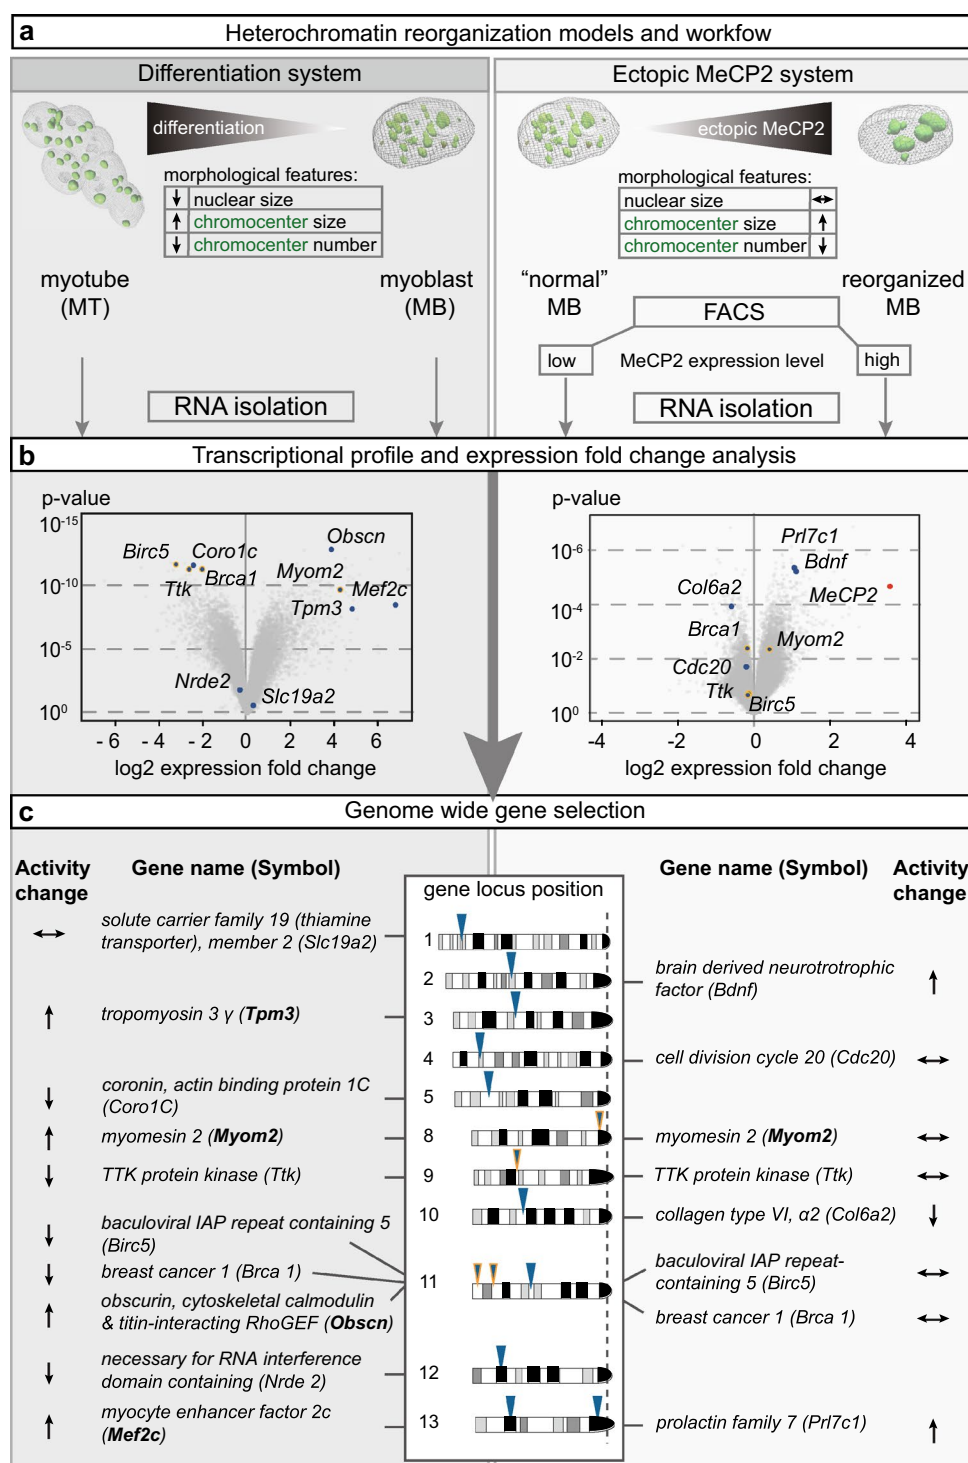 a
Heterochromatin reorganization models and workfow
Differentiation system
Ectopic MeCP2 system
differentiation
ectopic MeCP2
morphological features:
nuclear size
chromocenter size
chromocenter number
morphological features:
nuclear size
chromocenter size
chromocenter number
myotube
(MT)
myoblast
(MB)
“normal”
MB
reorganized
MB
FACS
low
MeCP2 expression level
high
RNA isolation
RNA isolation
b
Transcriptional profile and expression fold change analysis
p-value
10-15
10-10
10-5
100
Birc5
Coro1c
Ttk
Brca1
Obscn
Myom2
Mef2c
Tpm3
Nrde2
Slc19a2
- 6 - 4 - 2 0 2 4 6
log2 expression fold change
p-value
10-6
10-4
10-2
100
Prl7c1
Bdnf
Col6a2
MeCP2
Brca1
Myom2
Cdc20
Ttk
Birc5
-4 -2 0 2 4
log2 expression fold change
c
Genome wide gene selection
Activity
change
Gene name (Symbol)
gene locus position
Gene name (Symbol)
Activity
change
solute carrier family 19 (thiamine
transporter), member 2 (Slc19a2)
tropomyosin 3 γ (Tpm3)
coronin, actin binding protein 1C
(Coro1C)
myomesin 2 (Myom2)
TTK protein kinase (Ttk)
baculoviral IAP repeat containing 5
(Birc5)
breast cancer 1 (Brca 1)
obscurin, cytoskeletal calmodulin
& titin-interacting RhoGEF (Obscn)
necessary for RNA interference
domain containing (Nrde 2)
myocyte enhancer factor 2c
(Mef2c)
1
2
3
4
5
8
9
10
11
12
13
brain derived neurotrotrophic
factor (Bdnf)
cell division cycle 20 (Cdc20)
myomesin 2 (Myom2)
TTK protein kinase (Ttk)
collagen type VI, α2 (Col6a2)
baculoviral IAP repeat-
containing 5 (Birc5)
breast cancer 1 (Brca 1)
prolactin family 7 (Prl7c1)